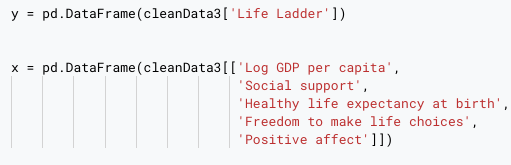 y = pd.DataFrame(cleanData3['Life Ladder'])
x = pd.DataFrame(cleanData3[['Log GDP per capita',
'Social support',
'Healthy life expectancy at birth',
'Freedom to make life choices',
'Positive affect']])